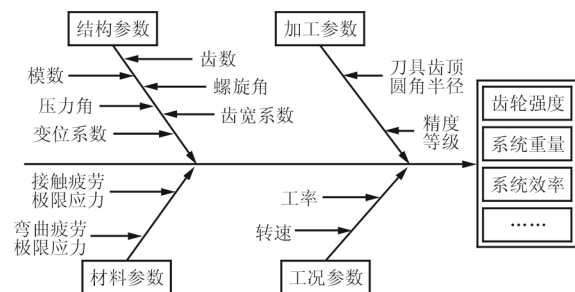 结构参数
加工参数
齿数
模数
螺旋角
压力角
齿宽系数
变位系数
刀具齿顶
圆角半径
精度
等级
齿轮强度
系统重量
系统效率
……
接触疲劳
极限应力
弯曲疲劳
极限应力
工率
转速
材料参数
工况参数